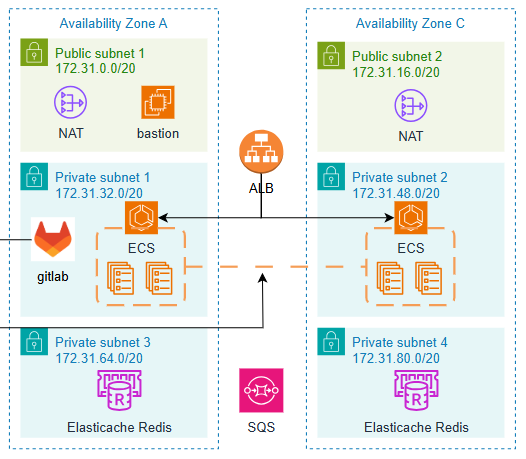 Availability Zone A
Public subnet 1
172.31.0.0/20
NAT
bastion
Private subnet 1
172.31.32.0/20
ECS
gitlab
Private subnet 3
172.31.64.0/20
R
Elasticache Redis
ALB
SQS
Availability Zone C
Public subnet 2
172.31.16.0/20
NAT
Private subnet 2
172.31.48.0/20
ECS
Private subnet 4
172.31.80.0/20
R
Elasticache Redis